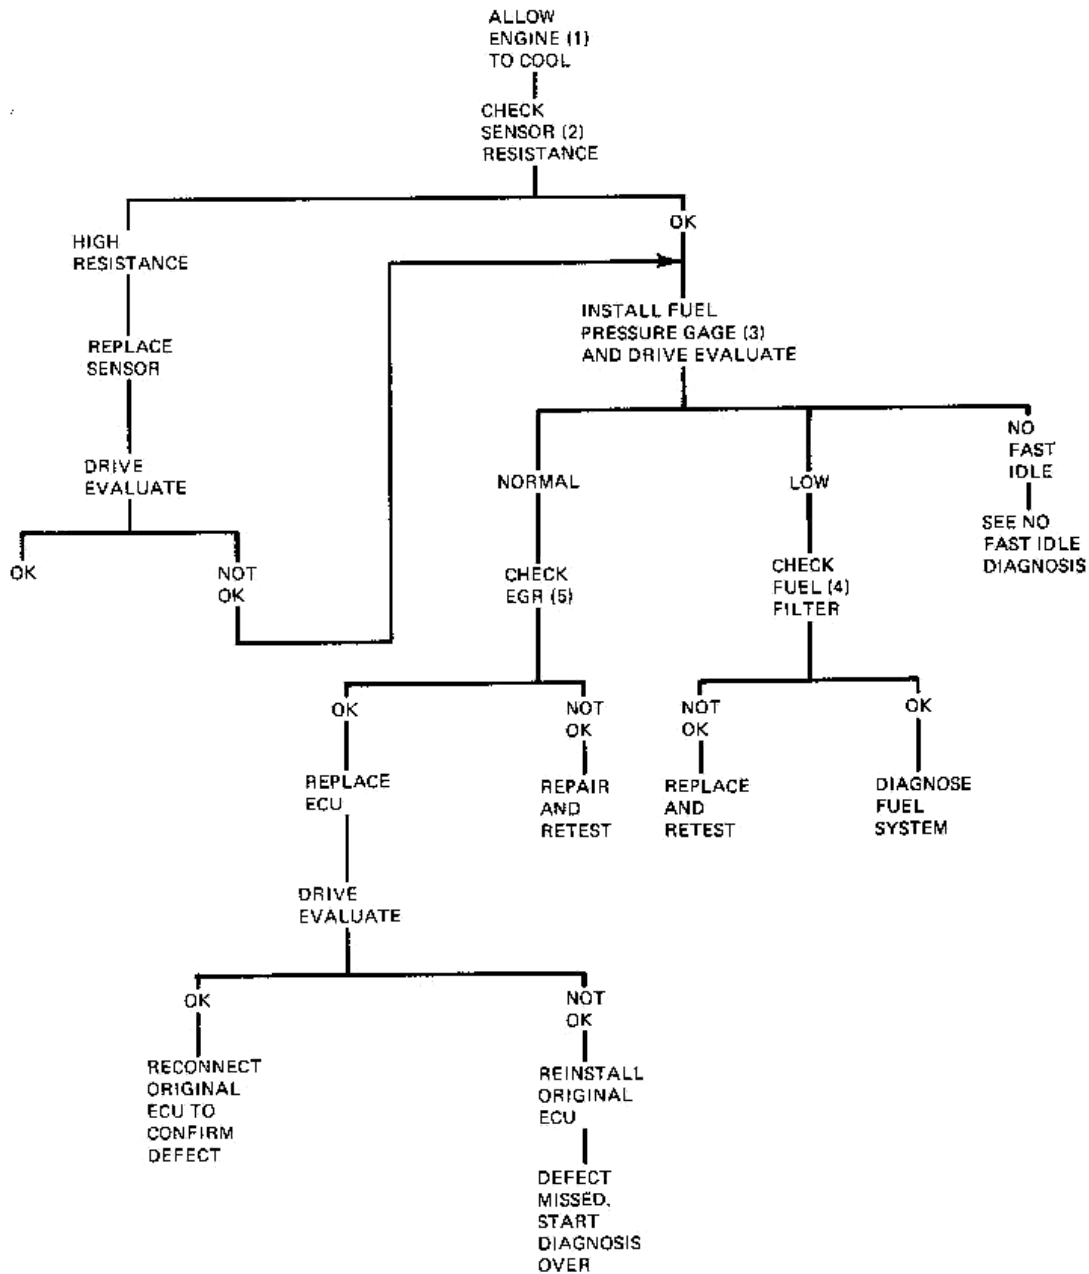 ALLOW
ENGINE (1)
TO COOL
CHECK
SENSOR (2)
RESISTANCE
HIGH
RESISTANCE
OK
REPLACE
SENSOR
INSTALL FUEL
PRESSURE GAGE (3)
AND DRIVE EVALUATE
DRIVE
EVALUATE
OK
NOT
OK
NORMAL
LOW
NO
FAST
IDLE
SEE NO
FAST IDLE
DIAGNOSIS
CHECK
EGR (5)
CHECK
FUEL (4)
FILTER
OK
NOT
OK
NOT
OK
OK
REPLACE
ECU
REPAIR
AND
RETEST
REPLACE
AND
RETEST
DIAGNOSE
FUEL
SYSTEM
DRIVE
EVALUATE
OK
NOT
OK
RECONNECT
ORIGINAL
ECU TO
CONFIRM
DEFECT
REINSTALL
ORIGINAL
ECU
DEFECT
MISSED,
START
DIAGNOSIS
OVER